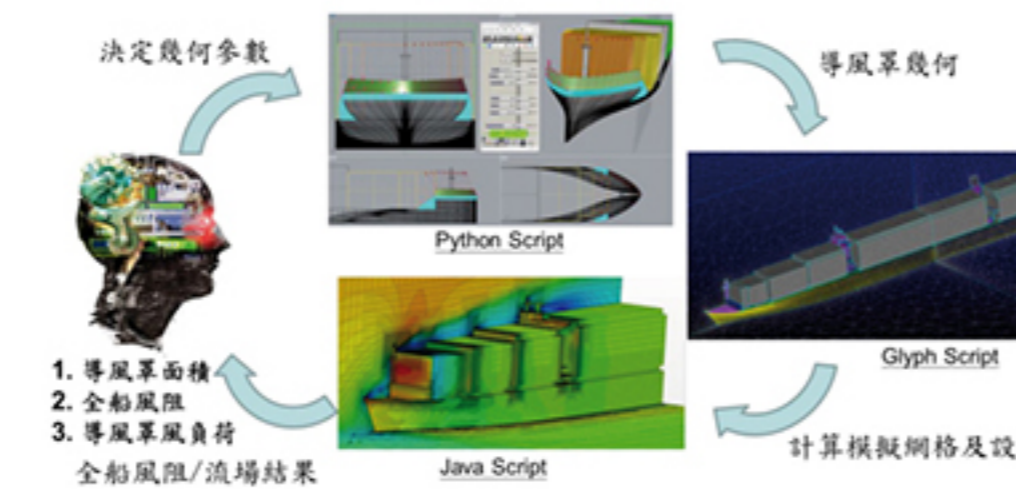 決定幾何參數
導風罩幾何
Python Script
Glyph Script
1. 導風罩面積
2. 全船風阻
3. 導風罩風負荷
全船風阻/流場結果
Java Script
計算模擬網格及設